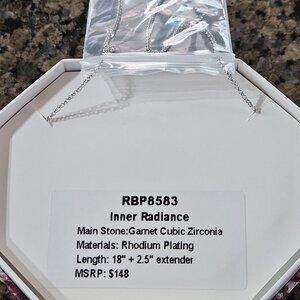 RBP8583
Inner Radiance
Main Stone:Garnet Cubic Zirconia
Materials: Rhodium Plating
Length: 18" + 2.5" extender
MSRP: $148